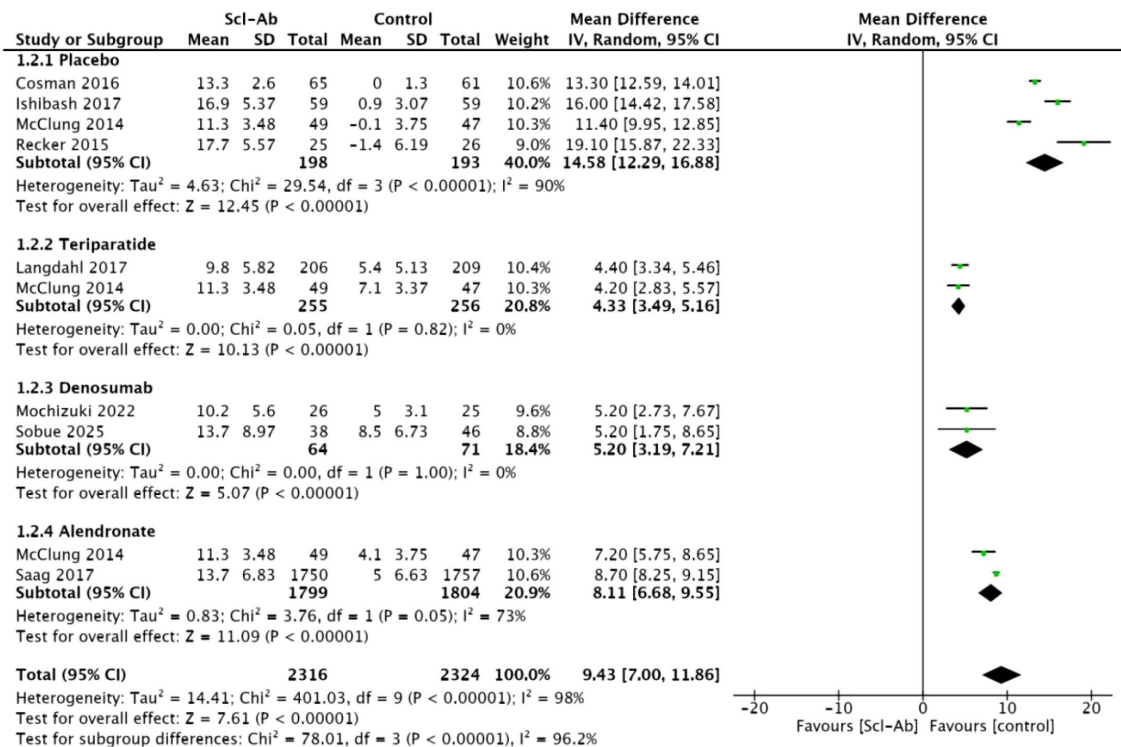 Scl-Ab Control Mean Difference Mean Difference
Study or Subgroup Mean SD Total Mean SD Total Weight IV, Random, 95% CI IV, Random, 95% CI
1.2.1 Placebo
Cosman 2016 13.3 2.6 65 0 1.3 61 10.6% 13.30 [12.59, 14.01]
Ishibash 2017 16.9 5.37 59 0.9 3.07 59 10.2% 16.00 [14.42, 17.58]
McClung 2014 11.3 3.48 49 -0.1 3.75 47 10.3% 11.40 [9.95, 12.85]
Recker 2015 17.7 5.57 25 -1.4 6.19 26 9.0% 19.10 [15.87, 22.33]
Subtotal (95% CI) 198 193 40.0% 14.58 [12.29, 16.88]
Heterogeneity: Tau² = 4.63; Chi² = 29.54, df = 3 (P < 0.00001); I² = 90%
Test for overall effect: Z = 12.45 (P < 0.00001)
1.2.2 Teriparatide
Langdahl 2017 9.8 5.82 206 5.4 5.13 209 10.4% 4.40 [3.34, 5.46]
McClung 2014 11.3 3.48 49 7.1 3.37 47 10.3% 4.20 [2.83, 5.57]
Subtotal (95% CI) 255 256 20.8% 4.33 [3.49, 5.16]
Heterogeneity: Tau² = 0.00; Chi² = 0.05, df = 1 (P = 0.82); I² = 0%
Test for overall effect: Z = 10.13 (P < 0.00001)
1.2.3 Denosumab
Mochizuki 2022 10.2 5.6 26 5 3.1 25 9.6% 5.20 [2.73, 7.67]
Sobue 2025 13.7 8.97 38 8.5 6.73 46 8.8% 5.20 [1.75, 8.65]
Subtotal (95% CI) 64 71 18.4% 5.20 [3.19, 7.21]
Heterogeneity: Tau² = 0.00; Chi² = 0.00, df = 1 (P = 1.00); I² = 0%
Test for overall effect: Z = 5.07 (P < 0.00001)
1.2.4 Alendronate
McClung 2014 11.3 3.48 49 4.1 3.75 47 10.3% 7.20 [5.75, 8.65]
Saag 2017 13.7 6.83 1750 5 6.63 1757 10.6% 8.70 [8.25, 9.15]
Subtotal (95% CI) 1799 1804 20.9% 8.11 [6.68, 9.55]
Heterogeneity: Tau² = 0.83; Chi² = 3.76, df = 1 (P = 0.05); I² = 73%
Test for overall effect: Z = 11.09 (P < 0.00001)
Total (95% CI) 2316 2324 100.0% 9.43 [7.00, 11.86]
Heterogeneity: Tau² = 14.41; Chi² = 401.03, df = 9 (P < 0.00001); I² = 98%
Test for overall effect: Z = 7.61 (P < 0.00001)
Test for subgroup differences: Chi² = 78.01, df = 3 (P < 0.00001), I² = 96.2%
-20 -10 0 10 20
Favours [Scl-Ab] Favours [control]